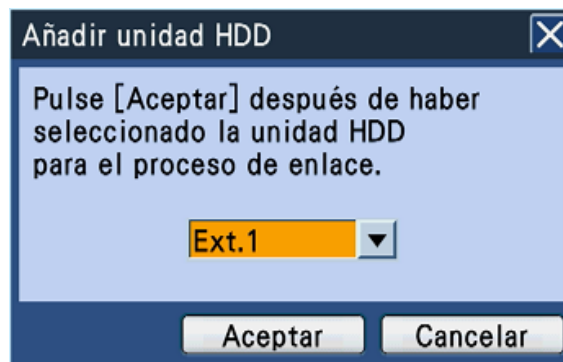 Añadir unidad HDD
Pulse [Aceptar] después de haber
seleccionado la unidad HDD
para el proceso de enlace.
Ext.1
Aceptar
Cancelar